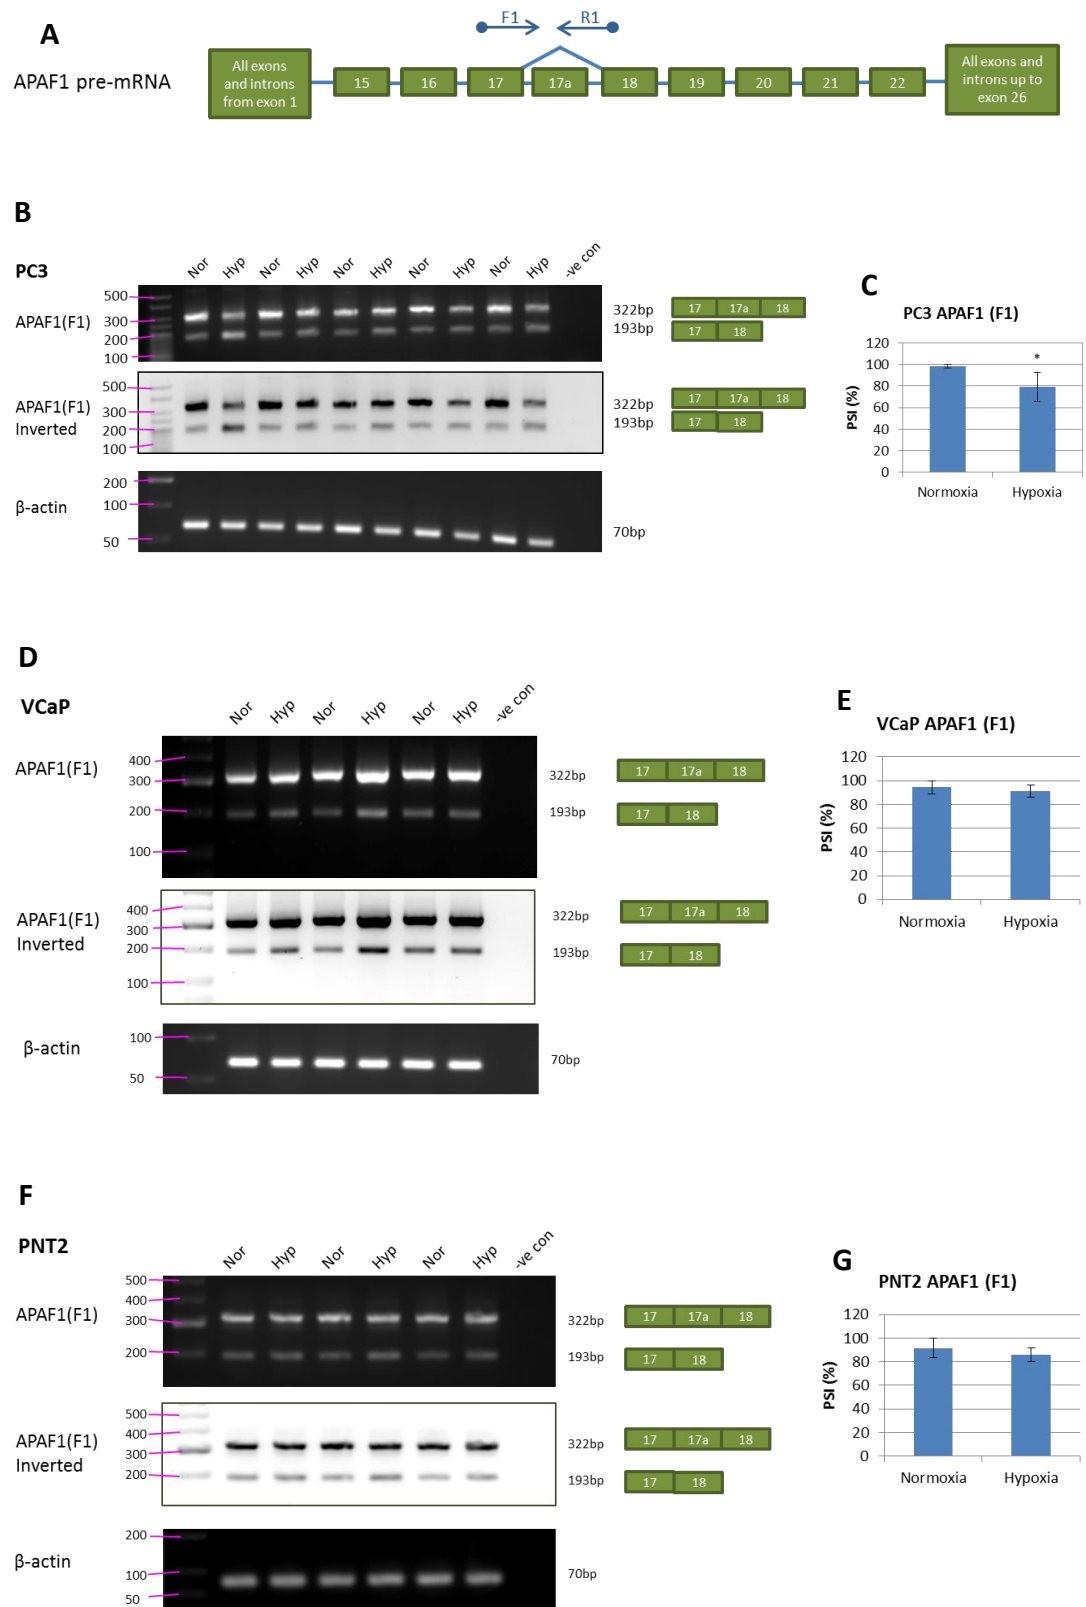 A
F1
R1
APAF1 pre-mRNA
All exons
and introns
from exon 1
15
16
17
17a
18
19
20
21
22
All exons and
introns up to
exon 26
B
PC3
Nor
Hyp
Nor
Hyp
Nor
Hyp
Nor
Hyp
Nor
Hyp
-ve con
APAF1(F1)
500
300
200
100
322bp
193bp
17
17a
18
17
18
APAF1(F1)
Inverted
500
300
200
100
322bp
193bp
17
17a
18
17
18
β-actin
200
100
50
70bp
C
PC3 APAF1 (F1)
PSI (%)
120
100
80
60
40
20
0
*
Normoxia
Hypoxia
D
VCaP
Nor
Hyp
Nor
Hyp
Nor
Hyp
-ve con
APAF1(F1)
400
300
200
100
322bp
193bp
17
17a
18
17
18
APAF1(F1)
Inverted
400
300
200
100
322bp
193bp
17
17a
18
17
18
β-actin
100
50
70bp
E
VCaP APAF1 (F1)
PSI (%)
120
100
80
60
40
20
0
Normoxia
Hypoxia
F
PNT2
Nor
Hyp
Nor
Hyp
Nor
Hyp
-ve con
APAF1(F1)
500
400
300
200
322bp
193bp
17
17a
18
17
18
APAF1(F1)
Inverted
500
400
300
200
322bp
193bp
17
17a
18
17
18
β-actin
200
100
50
70bp
G
PNT2 APAF1 (F1)
PSI (%)
120
100
80
60
40
20
0
Normoxia
Hypoxia